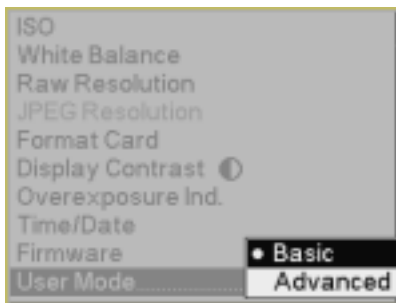 ISO
White Balance
Raw Resolution
JPEG Resolution
Format Card
Display Contrast
Overexposure Ind.
Time/Date
Firmware
• Basic
User Mode.................. Advanced